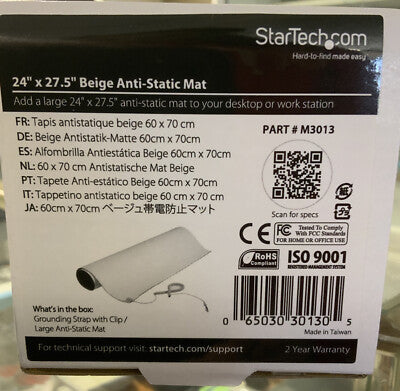 StarTech.com
Hard-to-find made easy
24" x 27.5" Beige Anti-Static Mat
Add a large 24" x 27.5" anti-static mat to your desktop or work station
FR: Tapis antistatique beige 60 x 70 cm
DE: Beige Antistatik-Matte 60cm x 70cm
ES: Alfombrilla Antiestática Beige 60cm x 70cm
NL: 60 x 70 cm Antistatische Mat Beige
PT: Tapete Anti-estático Beige 60cm x 70 cm
IT: Tappetino antistatico beige 60 cm x 70 cm
JA: 60cm x 70cm ベージュ帯電防止マット
PART # M3013
Scan for specs
CE
FC Tested To Comply
With FCC Standards
FOR HOME OR OFFICE USE
RoHS
Compliant
ISO 9001
REGISTERED MANAGEMENT SYSTEM
What's in the box:
Grounding Strap with Clip /
Large Anti-Static Mat
0 65030 30130 5
Made in Taiwan
For technical support visit: startech.com/support
2 Year Warranty